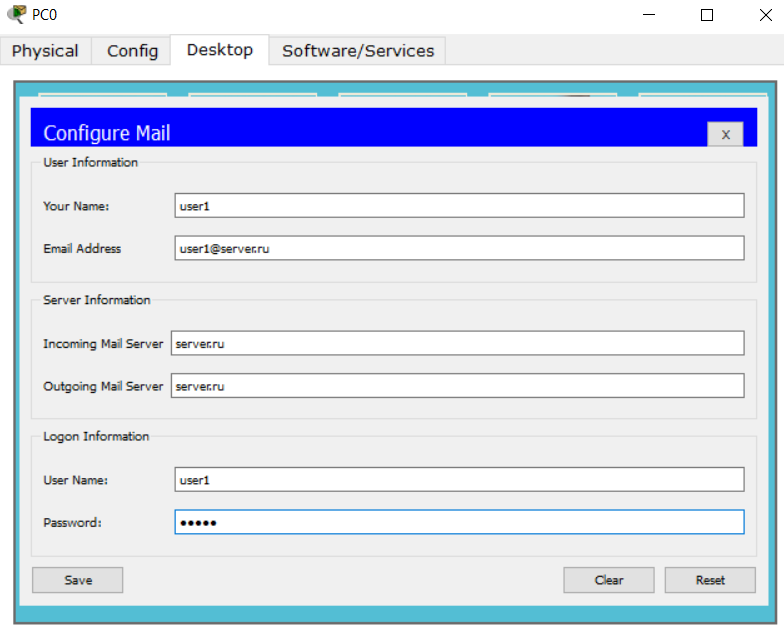 PC0
Physical Config Desktop Software/Services
Configure Mail X
User Information
Your Name: user1
Email Address user1@server.ru
Server Information
Incoming Mail Server server.ru
Outgoing Mail Server server.ru
Logon Information
User Name: user1
Password: •••••
Save Clear Reset